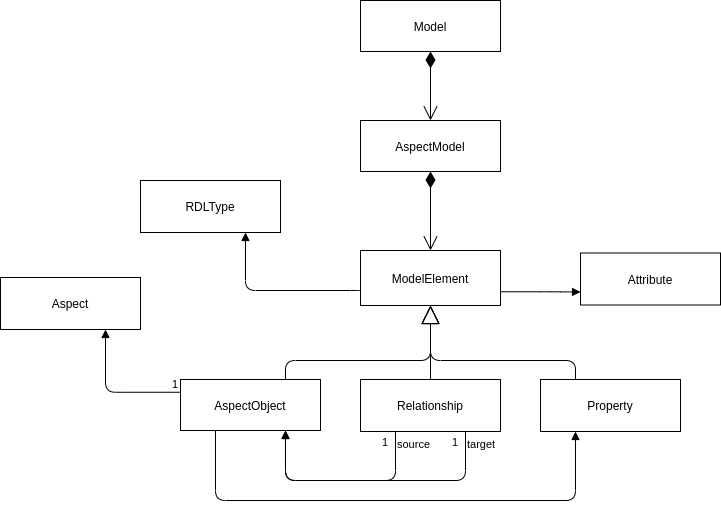 Model
AspectModel
RDLType
ModelElement
Attribute
Aspect
1
AspectObject
Relationship
Property
1 source
1 target